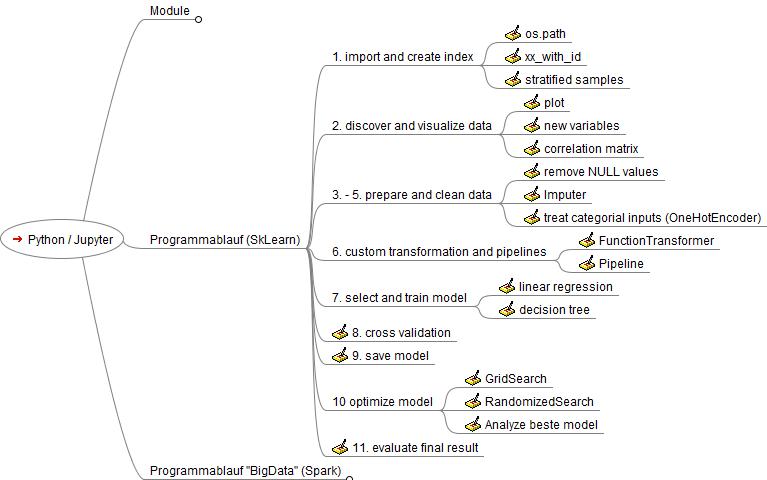 Module
Python / Jupyter
Programmablauf (SkLearn)
1. import and create index
os.path
xx_with_id
stratified samples
2. discover and visualize data
plot
new variables
correlation matrix
3. - 5. prepare and clean data
remove NULL values
Imputer
treat categorial inputs (OneHotEncoder)
6. custom transformation and pipelines
FunctionTransformer
Pipeline
7. select and train model
linear regression
decision tree
8. cross validation
9. save model
10 optimize model
GridSearch
RandomizedSearch
Analyze beste model
11. evaluate final result
Programmablauf "BigData" (Spark)